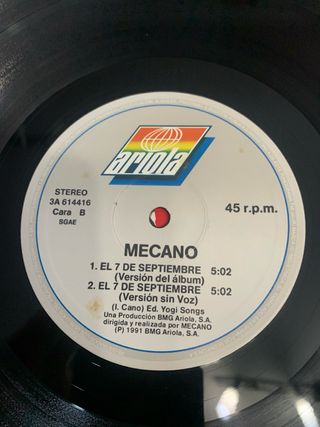 ariola
STEREO
3A 614416
Cara B
SGAE
45 r.p.m.
MECANO
1. EL 7 DE SEPTIEMBRE 5:02
(Versión del álbum)
2. EL 7 DE SEPTIEMBRE 5:02
(Versión sin Voz)
(I. Cano) Ed. Yogi Songs
Una Producción BMG Ariola, S.A.
dirigida y realizada por MECANO
(P) 1991 BMG Ariola, S.A.